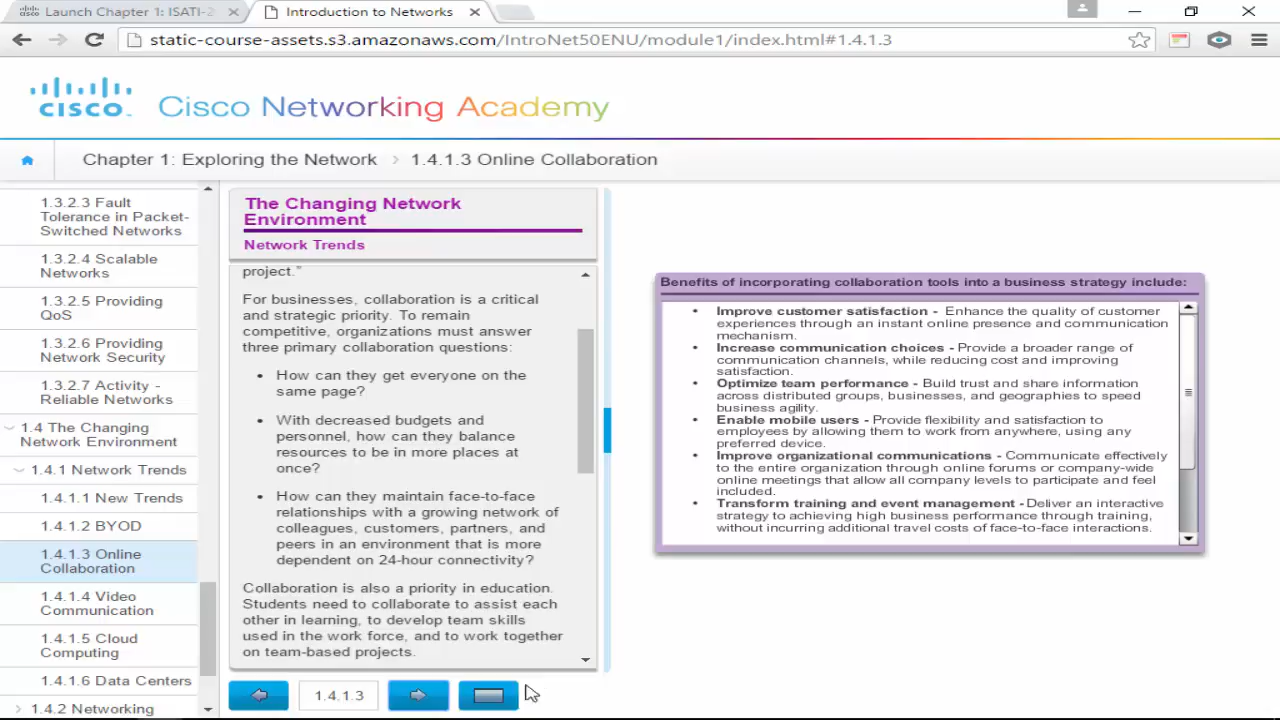 cisco Launch Chapter 1: ISATI-2
Introduction to Networks
static-course-assets.s3.amazonaws.com/IntroNet50ENU/module1/index.html#1.4.1.3
CISCO Cisco Networking Academy
Chapter 1: Exploring the Network > 1.4.1.3 Online Collaboration
1.3.2.3 Fault
Tolerance in Packet-
Switched Networks
1.3.2.4 Scalable
Networks
1.3.2.5 Providing
QoS
1.3.2.6 Providing
Network Security
1.3.2.7 Activity -
Reliable Networks
1.4 The Changing
Network Environment
1.4.1 Network Trends
1.4.1.1 New Trends
1.4.1.2 BYOD
1.4.1.3 Online
Collaboration
1.4.1.4 Video
Communication
1.4.1.5 Cloud
Computing
1.4.1.6 Data Centers
1.4.2 Networking
The Changing Network
Environment
Network Trends
project."
For businesses, collaboration is a critical
and strategic priority. To remain
competitive, organizations must answer
three primary collaboration questions:
• How can they get everyone on the
same page?
• With decreased budgets and
personnel, how can they balance
resources to be in more places at
once?
• How can they maintain face-to-face
relationships with a growing network of
colleagues, customers, partners, and
peers in an environment that is more
dependent on 24-hour connectivity?
Collaboration is also a priority in education.
Students need to collaborate to assist each
other in learning, to develop team skills
used in the work force, and to work together
on team-based projects.
1.4.1.3
Benefits of incorporating collaboration tools into a business strategy include:
• Improve customer satisfaction - Enhance the quality of customer
experiences through an instant online presence and communication
mechanism.
• Increase communication choices - Provide a broader range of
communication channels, while reducing cost and improving
satisfaction.
• Optimize team performance - Build trust and share information
across distributed groups, businesses, and geographies to speed
business agility.
• Enable mobile users - Provide flexibility and satisfaction to
employees by allowing them to work from anywhere, using any
preferred device.
• Improve organizational communications - Communicate effectively
to the entire organization through online forums or company-wide
online meetings that allow all company levels to participate and feel
included.
• Transform training and event management - Deliver an interactive
strategy to achieving high business performance through training,
without incurring additional travel costs of face-to-face interactions.